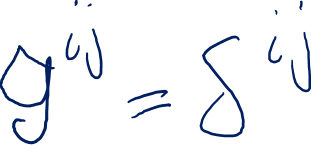 g^{ij} = δ^{ij}